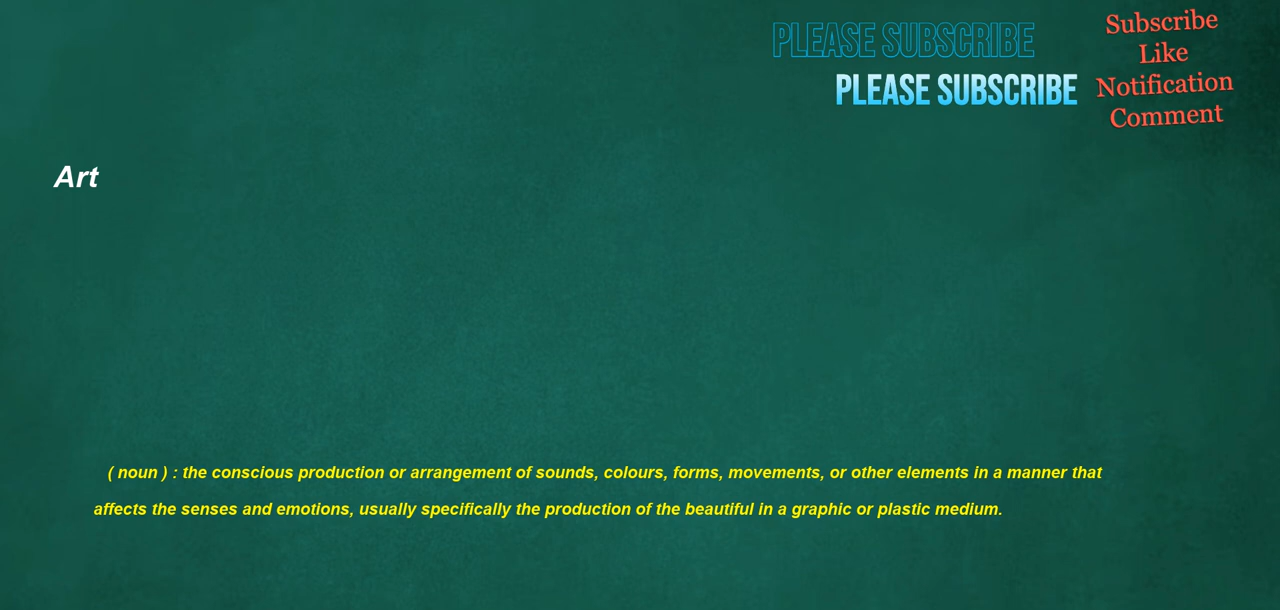 PLEASE SUBSCRIBE
PLEASE SUBSCRIBE
Subscribe
Like
Notification
Comment
Art
( noun ) : the conscious production or arrangement of sounds, colours, forms, movements, or other elements in a manner that
affects the senses and emotions, usually specifically the production of the beautiful in a graphic or plastic medium.